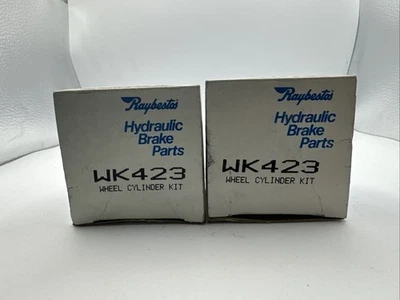 Raybestos
Hydraulic
Brake
Parts
WK423
WHEEL CYLINDER KIT
Raybestos
Hydraulic
Brake
Parts
WK423
WHEEL CYLINDER KIT